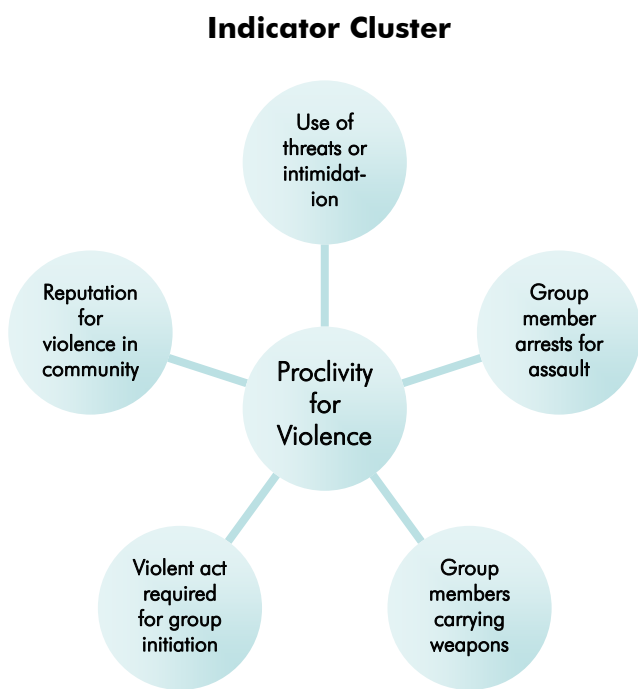 Indicator Cluster
Use of
threats or
intimidat-
ion
Reputation
for
violence in
community
Group
member
arrests for
assault
Proclivity
for
Violence
Violent act
required
for group
initiation
Group
members
carrying
weapons